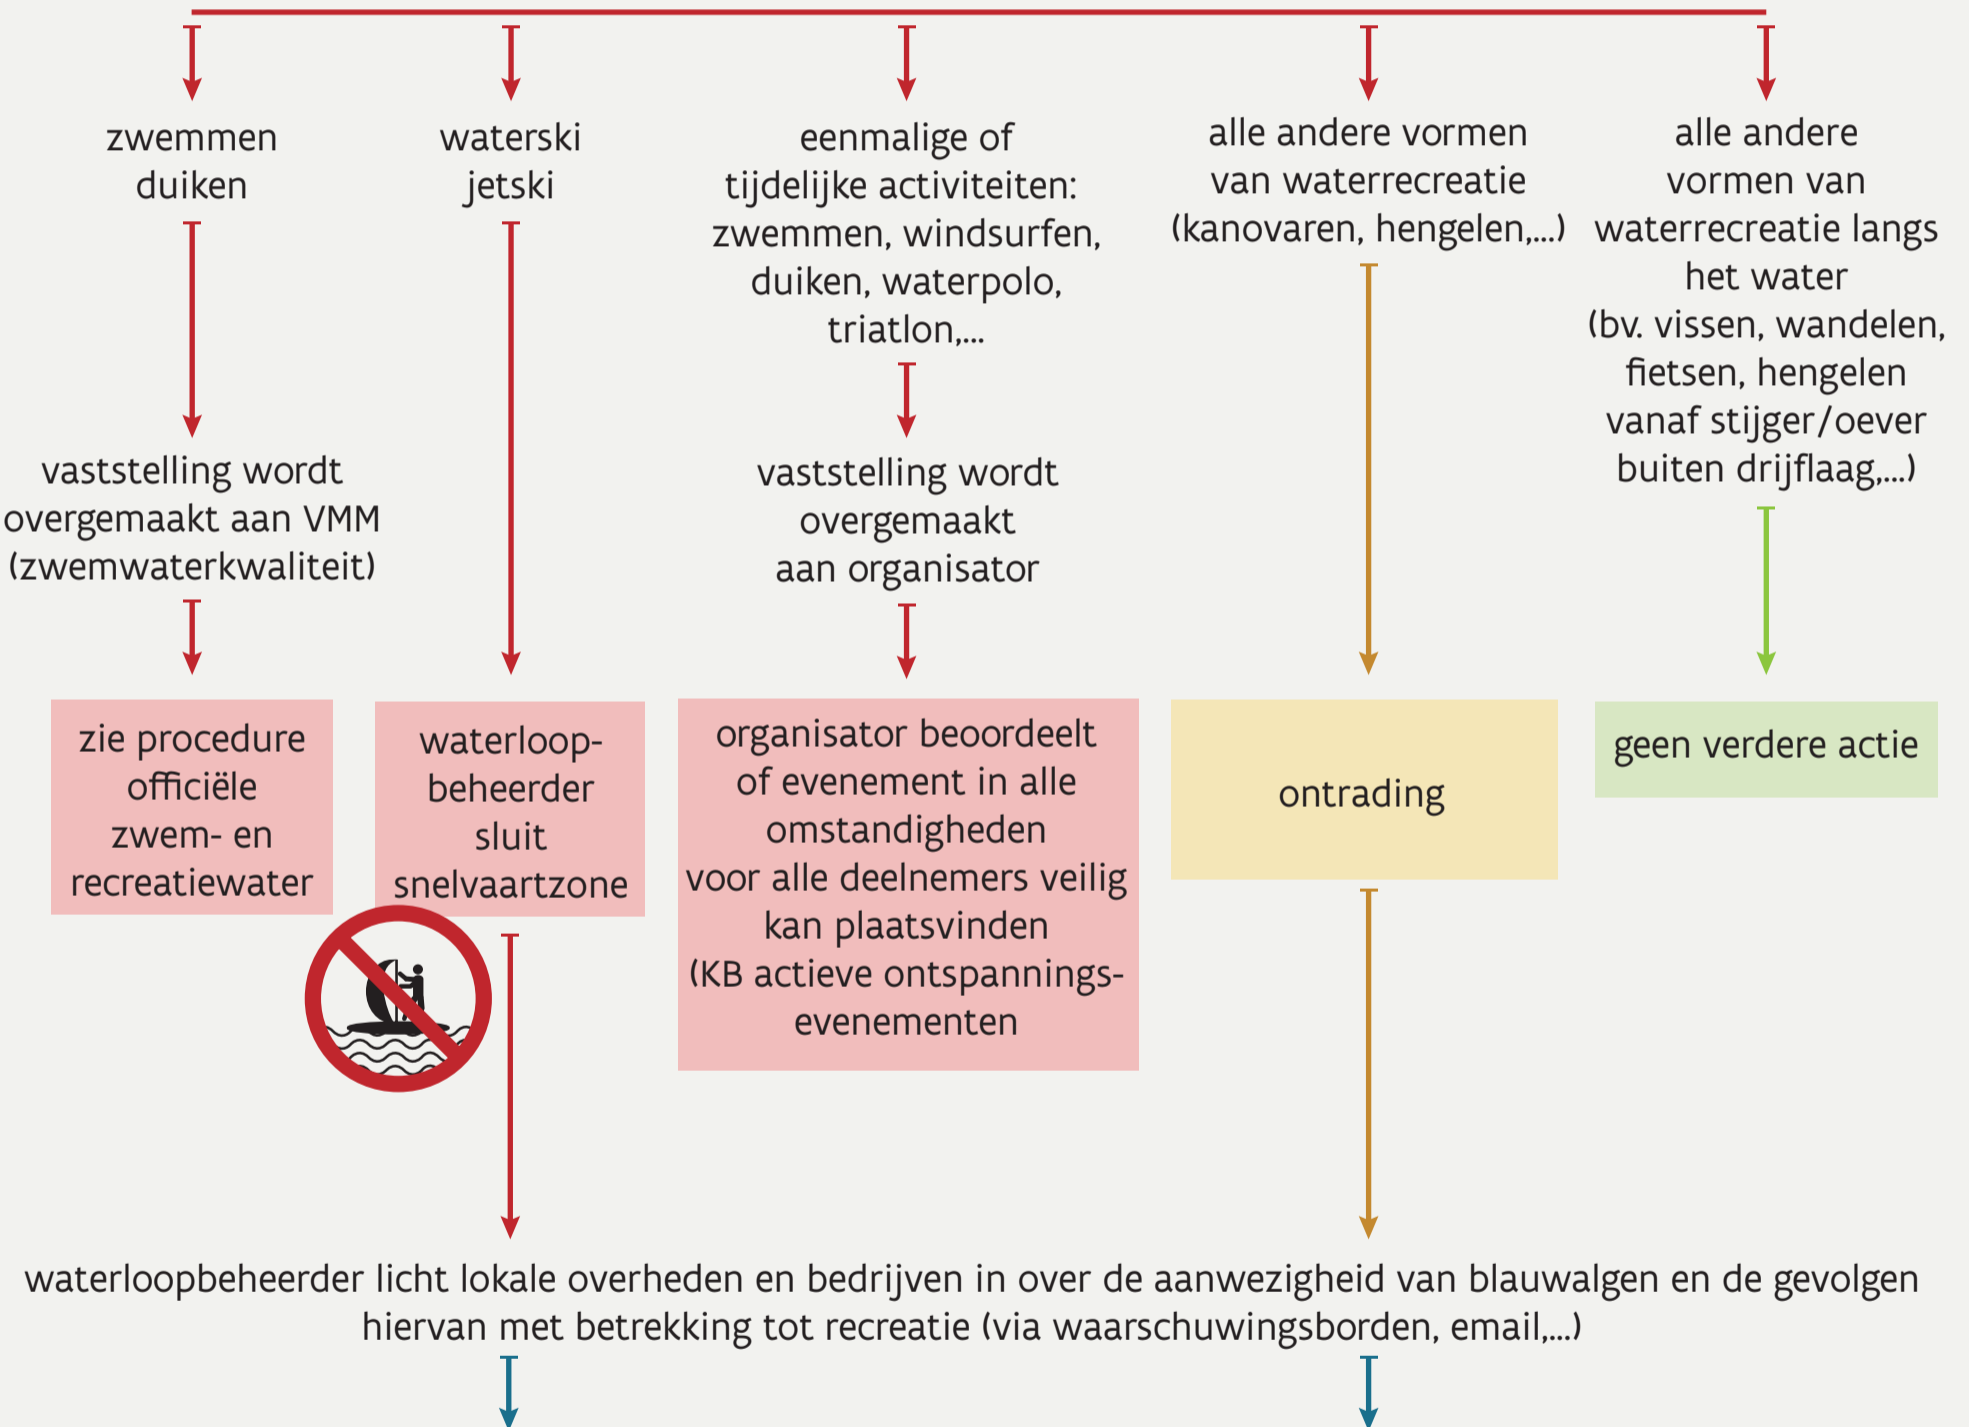 zwemmen
duiken
waterski
jetski
eenmalige of
tijdelijke activiteiten:
zwemmen, windsurfen,
duiken, waterpolo,
triatlon,...
alle andere vormen
van waterrecreatie
(kanovaren, hengelen,...)
alle andere
vormen van
waterrecreatie langs
het water
(bv. vissen, wandelen,
fietsen, hengelen
vanaf stijger/oever
buiten drijflaag,...)
vaststelling wordt
overgemaakt aan VMM
(zwemwaterkwaliteit)
vaststelling wordt
overgemaakt
aan organisator
zie procedure
officiële
zwem- en
recreatiewater
waterloop-
beheerder
sluit
snelvaartzone
organisator beoordeelt
of evenement in alle
omstandigheden
voor alle deelnemers veilig
kan plaatsvinden
(KB actieve ontspannings-
evenementen
ontrading
geen verdere actie
waterloopbeheerder licht lokale overheden en bedrijven in over de aanwezigheid van blauwalgen en de gevolgen
hiervan met betrekking tot recreatie (via waarschuwingsborden, email,...)